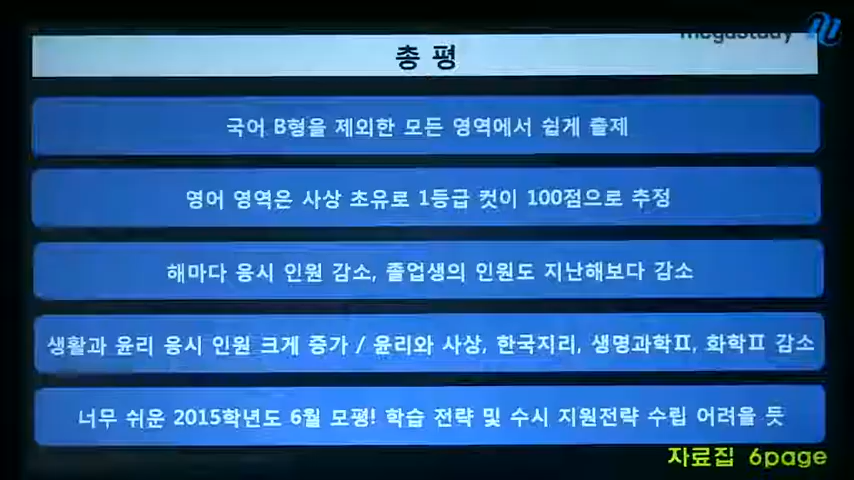 megastudy
총 평
국어 B형을 제외한 모든 영역에서 쉽게 출제
영어 영역은 사상 초유로 1등급 컷이 100점으로 추정
해마다 응시 인원 감소, 졸업생의 인원도 지난해보다 감소
생활과 윤리 응시 인원 크게 증가 / 윤리와 사상, 한국지리, 생명과학Ⅱ, 화학Ⅱ 감소
너무 쉬운 2015학년도 6월 모평! 학습 전략 및 수시 지원전략 수립 어려울 듯
자료집 6page